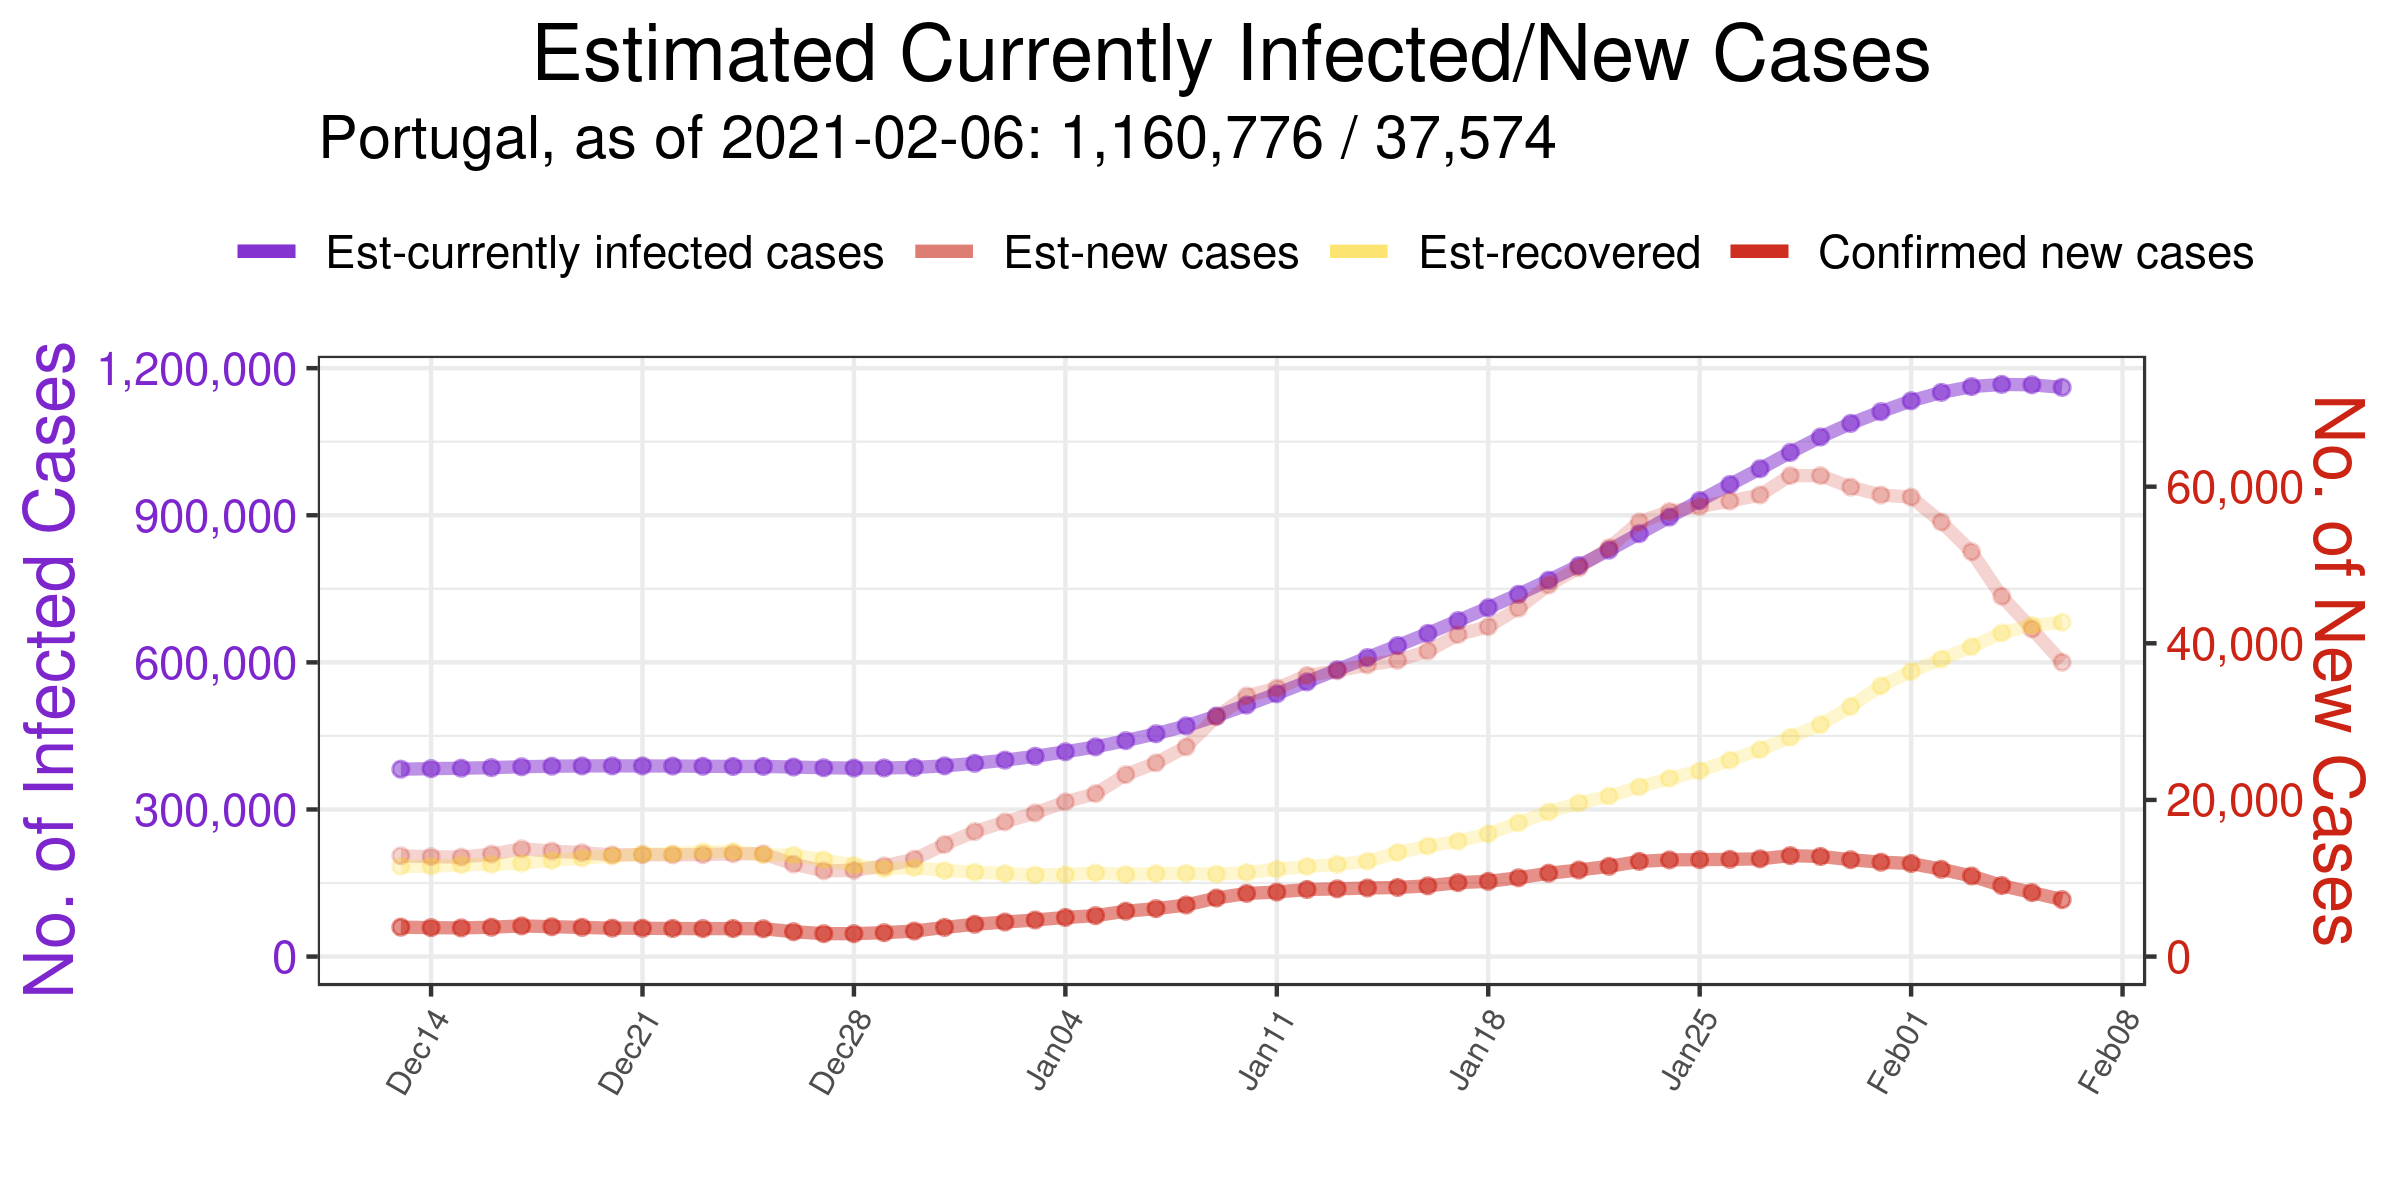 Estimated Currently Infected/New Cases
Portugal, as of 2021-02-06: 1,160,776 / 37,574
Est-currently infected cases Est-new cases Est-recovered Confirmed new cases
No. of Infected Cases
1,200,000
900,000
600,000
300,000
0
60,000
40,000
20,000
0
No. of New Cases
Dec14 Dec21 Dec28 Jan04 Jan11 Jan18 Jan25 Feb01 Feb08